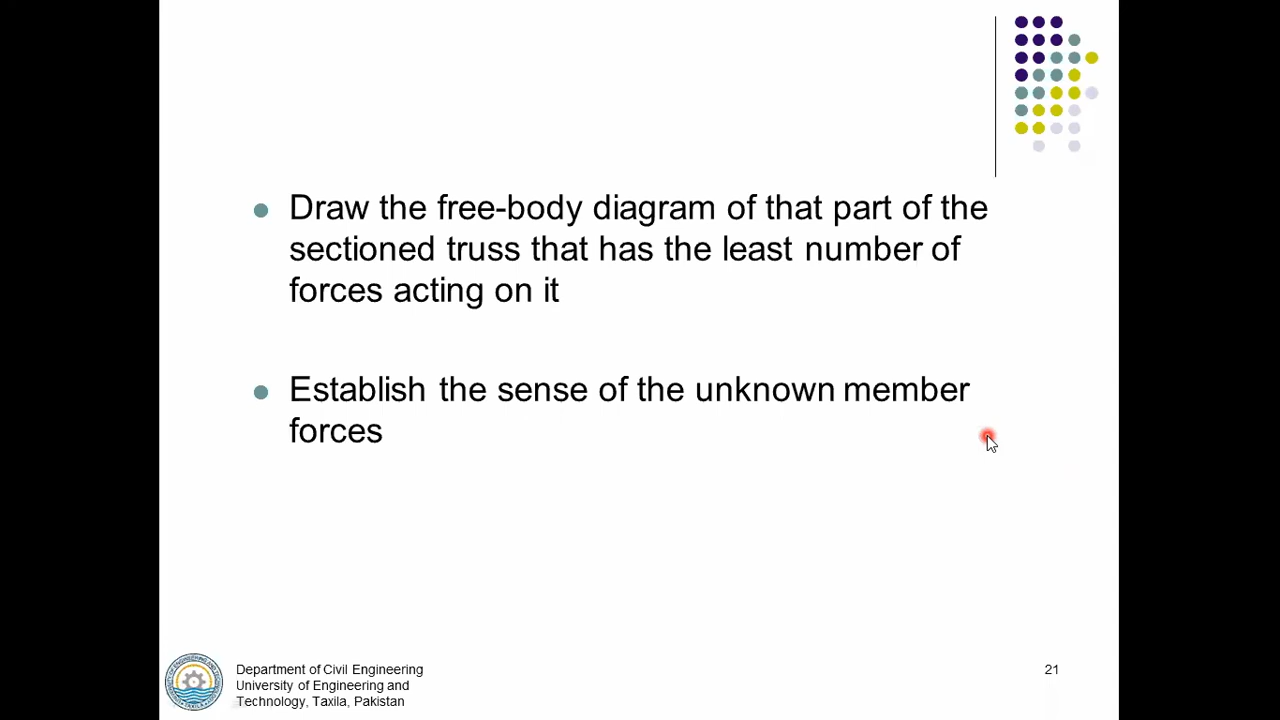 Draw the free-body diagram of that part of the
sectioned truss that has the least number of
forces acting on it
Establish the sense of the unknown member
forces
Department of Civil Engineering
University of Engineering and
Technology, Taxila, Pakistan
21